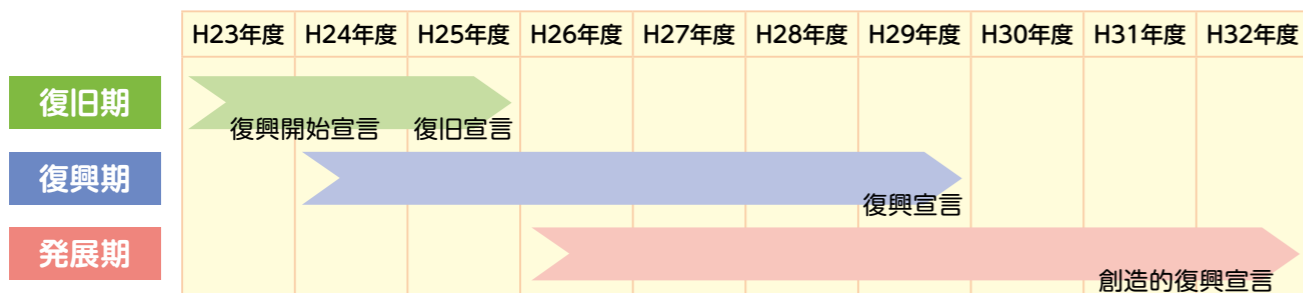 H23年度 H24年度 H25年度 H26年度 H27年度 H28年度 H29年度 H30年度 H31年度 H32年度
復旧期
復興開始宣言 復旧宣言
復興期
復興宣言
発展期
創造的復興宣言